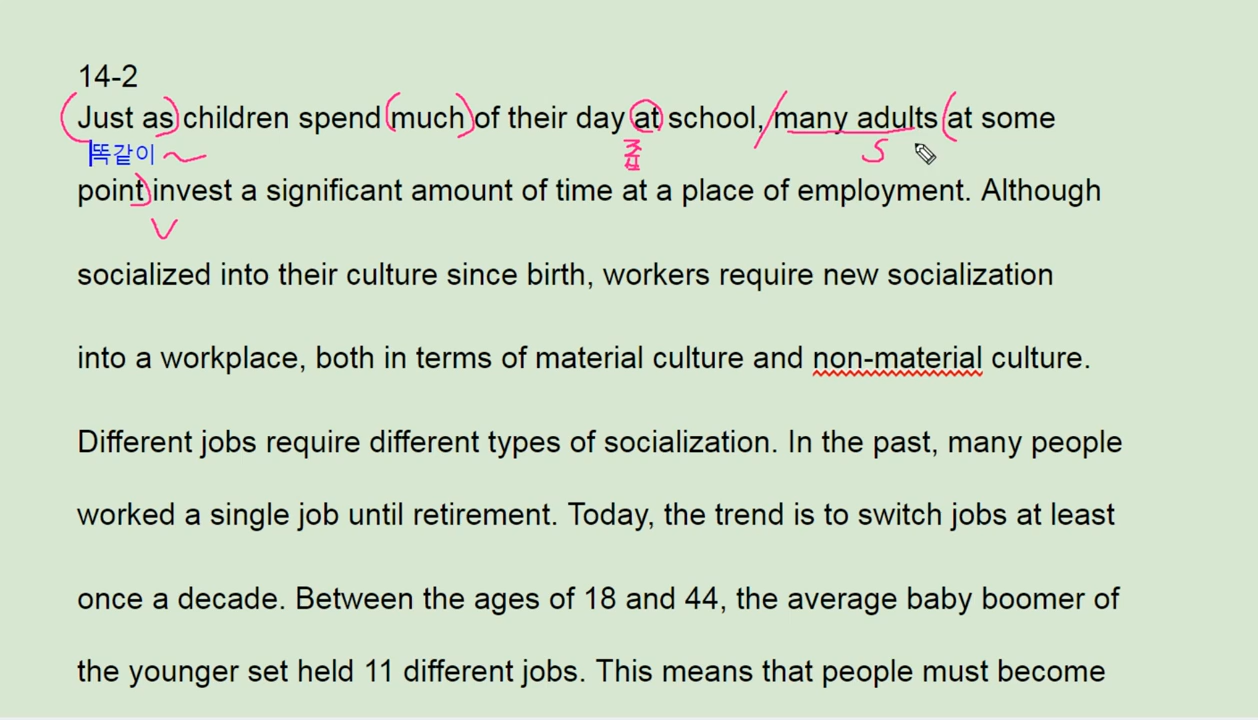 14-2
Just as children spend much of their day at school, many adults at some
똑같이
S
point invest a significant amount of time at a place of employment. Although
V
socialized into their culture since birth, workers require new socialization
into a workplace, both in terms of material culture and non-material culture.
Different jobs require different types of socialization. In the past, many people
worked a single job until retirement. Today, the trend is to switch jobs at least
once a decade. Between the ages of 18 and 44, the average baby boomer of
the younger set held 11 different jobs. This means that people must become